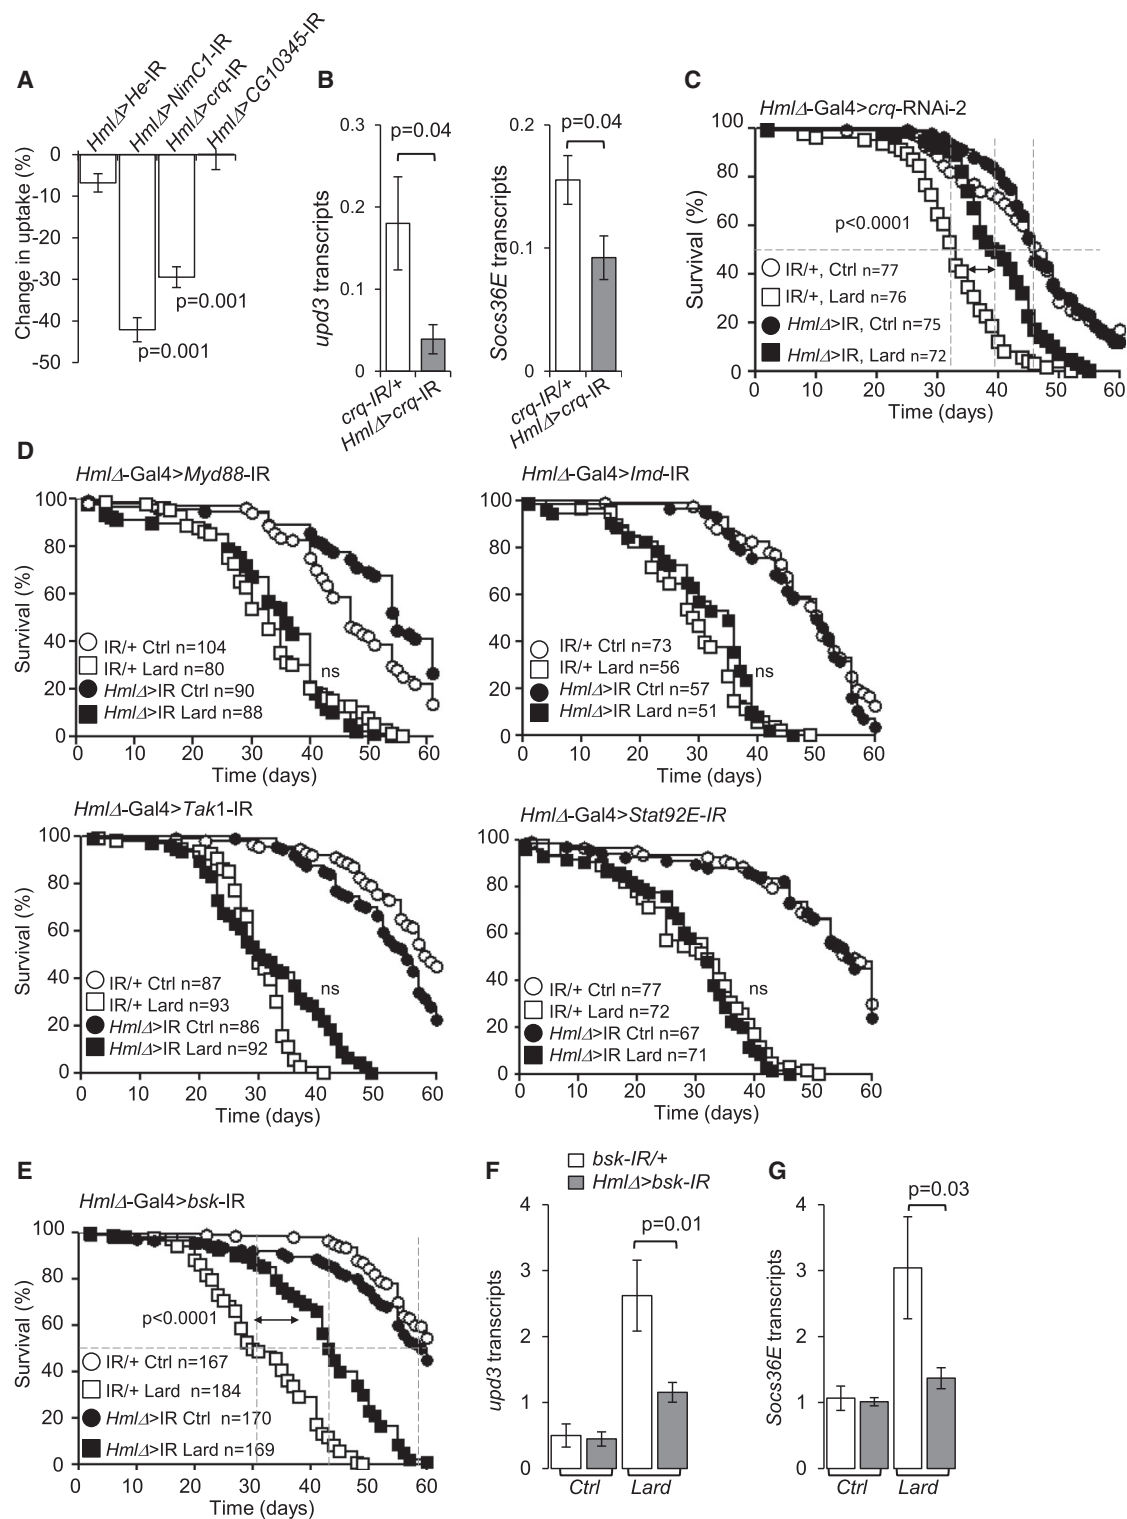 A
HmlΔ>He-IR
HmlΔ>NimC1-IR
HmlΔ>crq-IR
HmlΔ>CG10345-IR
Change in uptake (%)
0
-10
-20
-30
-40
-50
p=0.001
p=0.001
B
upd3 transcripts
0.3
0.2
0.1
0
p=0.04
crq-IR/+
HmlΔ>crq-IR
Socs36E transcripts
0.2
0.1
0
p=0.04
crq-IR/+
HmlΔ>crq-IR
C
HmlΔ-Gal4>crq-RNAi-2
Survival (%)
100
80
60
40
20
0
p<0.0001
IR/+, Ctrl n=77
IR/+, Lard n=76
HmlΔ>IR, Ctrl n=75
HmlΔ>IR, Lard n=72
0 10 20 30 40 50 60
Time (days)
D
HmlΔ-Gal4>Myd88-IR
Survival (%)
100
80
60
40
20
0
IR/+ Ctrl n=104
IR/+ Lard n=80
HmlΔ>IR Ctrl n=90
HmlΔ>IR Lard n=88
ns
0 10 20 30 40 50 60
Time (days)
HmlΔ-Gal4>Imd-IR
Survival (%)
100
80
60
40
20
0
IR/+ Ctrl n=73
IR/+ Lard n=56
HmlΔ>IR Ctrl n=57
HmlΔ>IR Lard n=51
ns
0 10 20 30 40 50 60
Time (days)
HmlΔ-Gal4>Tak1-IR
Survival (%)
100
80
60
40
20
0
IR/+ Ctrl n=87
IR/+ Lard n=93
HmlΔ>IR Ctrl n=86
HmlΔ>IR Lard n=92
ns
0 10 20 30 40 50 60
Time (days)
HmlΔ-Gal4>Stat92E-IR
Survival (%)
100
80
60
40
20
0
IR/+ Ctrl n=77
IR/+ Lard n=72
HmlΔ>IR Ctrl n=67
HmlΔ>IR Lard n=71
ns
0 10 20 30 40 50 60
Time (days)
E
HmlΔ-Gal4>bsk-IR
Survival (%)
100
80
60
40
20
0
p<0.0001
IR/+ Ctrl n=167
IR/+ Lard n=184
HmlΔ>IR Ctrl n=170
HmlΔ>IR Lard n=169
0 10 20 30 40 50 60
Time (days)
F
bsk-IR/+
HmlΔ>bsk-IR
upd3 transcripts
4
3
2
1
0
p=0.01
Ctrl Lard
G
Socs36E transcripts
4
3
2
1
0
p=0.03
Ctrl Lard